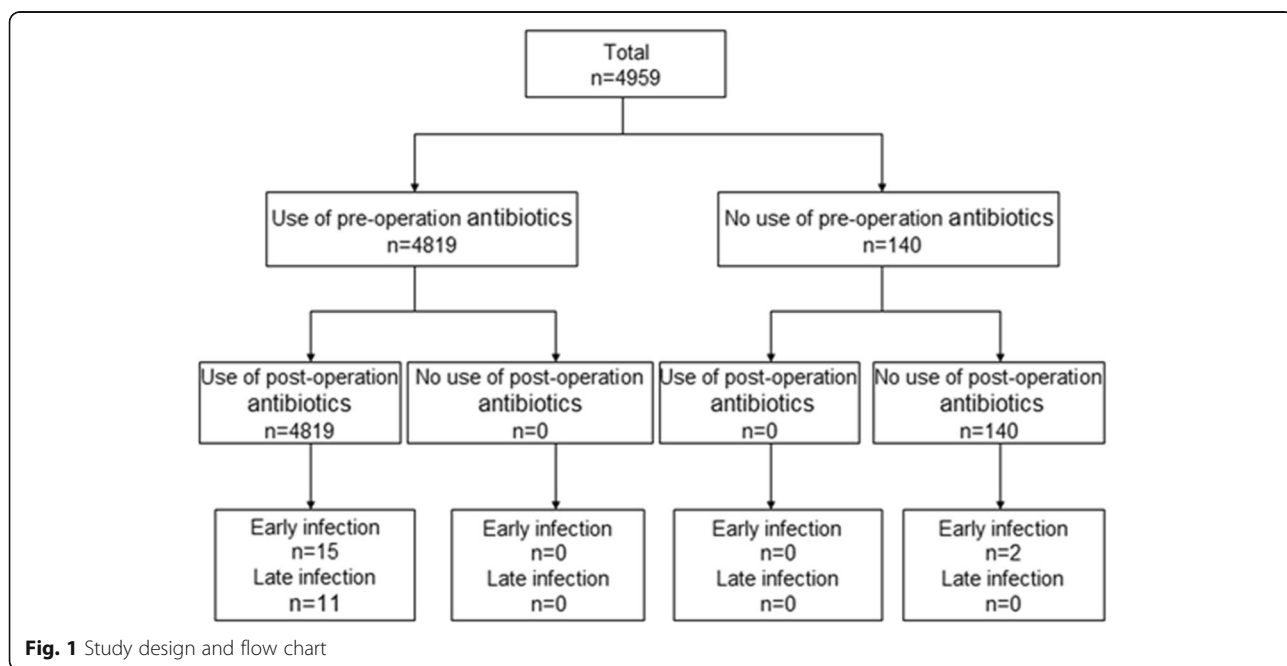 Total
n=4959
Use of pre-operation antibiotics
n=4819
No use of pre-operation antibiotics
n=140
Use of post-operation
antibiotics
n=4819
No use of post-operation
antibiotics
n=0
Use of post-operation
antibiotics
n=0
No use of post-operation
antibiotics
n=140
Early infection
n=15
Late infection
n=11
Early infection
n=0
Late infection
n=0
Early infection
n=0
Late infection
n=0
Early infection
n=2
Late infection
n=0
Fig. 1 Study design and flow chart